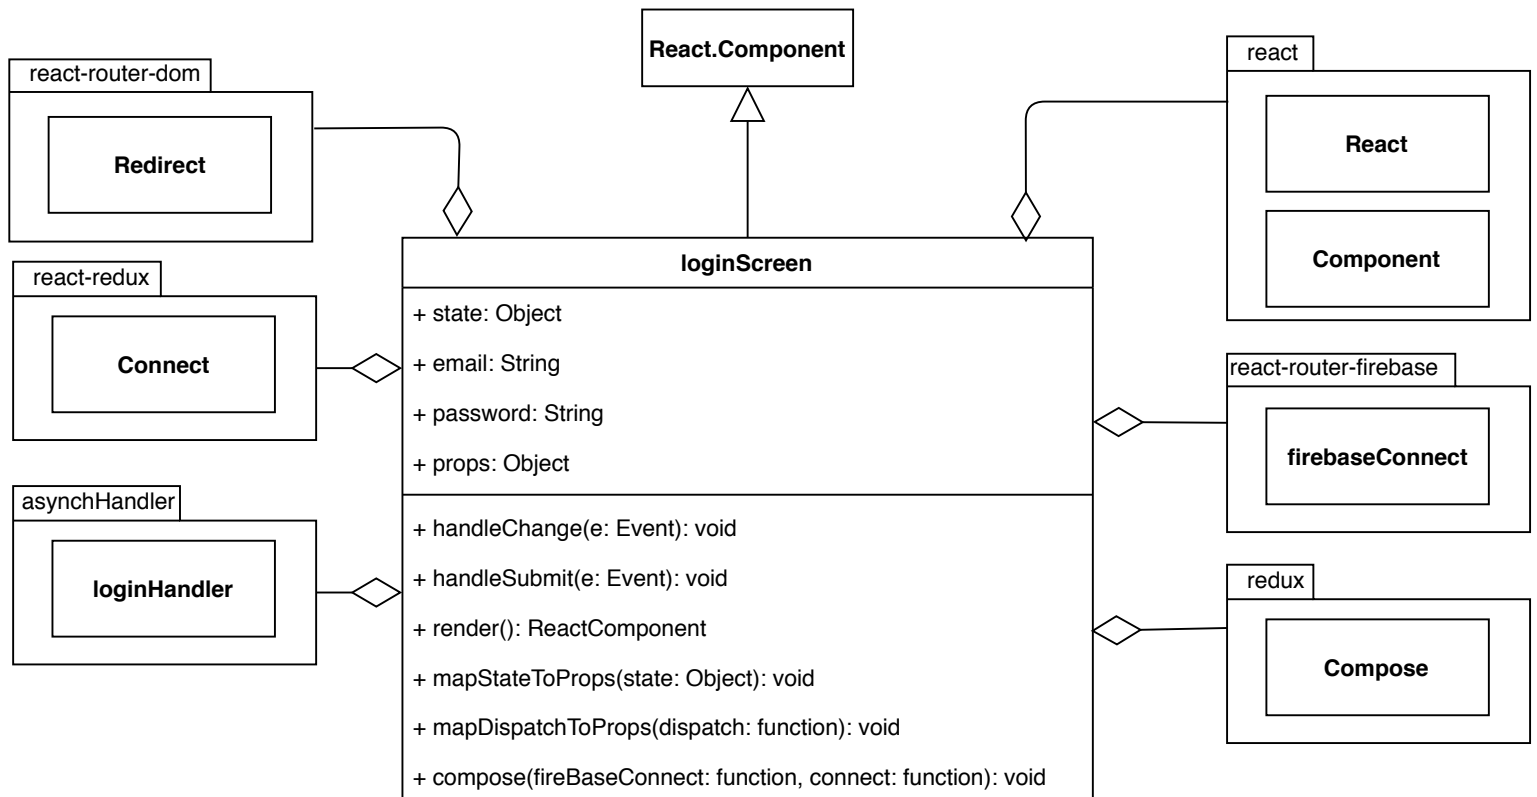 React.Component
react-router-dom
Redirect
react-redux
Connect
asynchHandler
loginHandler
loginScreen
+ state: Object
+ email: String
+ password: String
+ props: Object
+ handleChange(e: Event): void
+ handleSubmit(e: Event): void
+ render(): ReactComponent
+ mapStateToProps(state: Object): void
+ mapDispatchToProps(dispatch: function): void
+ compose(fireBaseConnect: function, connect: function): void
react
React
Component
react-router-firebase
firebaseConnect
redux
Compose